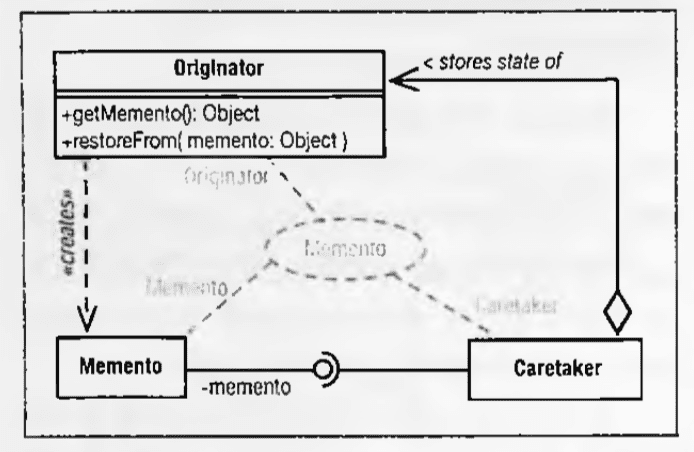 Originator
< stores state of
+getMemento(): Object
+restoreFrom( memento: Object )
Originator
«creates»
Memento
Memento
Caretaker
Memento
-memento
Caretaker